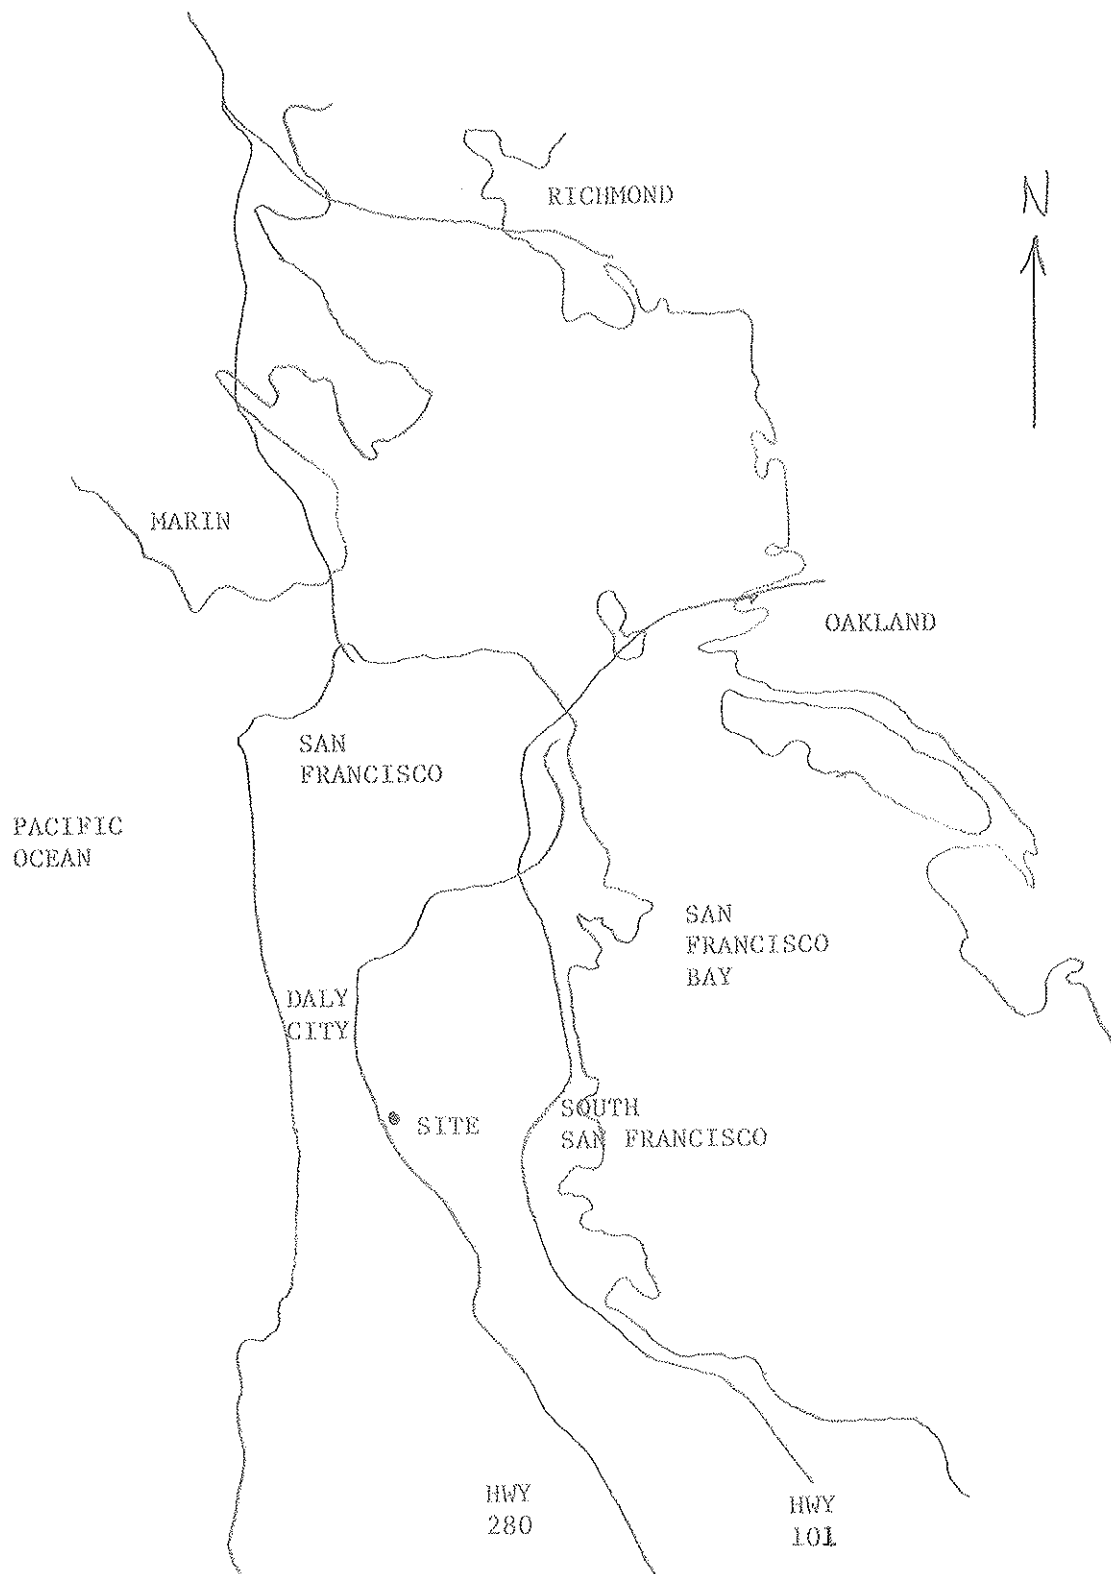 RICHMOND
N
MARIN
OAKLAND
SAN
FRANCISCO
PACIFIC
OCEAN
SAN
FRANCISCO
BAY
DALY
CITY
SITE
SOUTH
SAN FRANCISCO
HWY
280
HWY
101